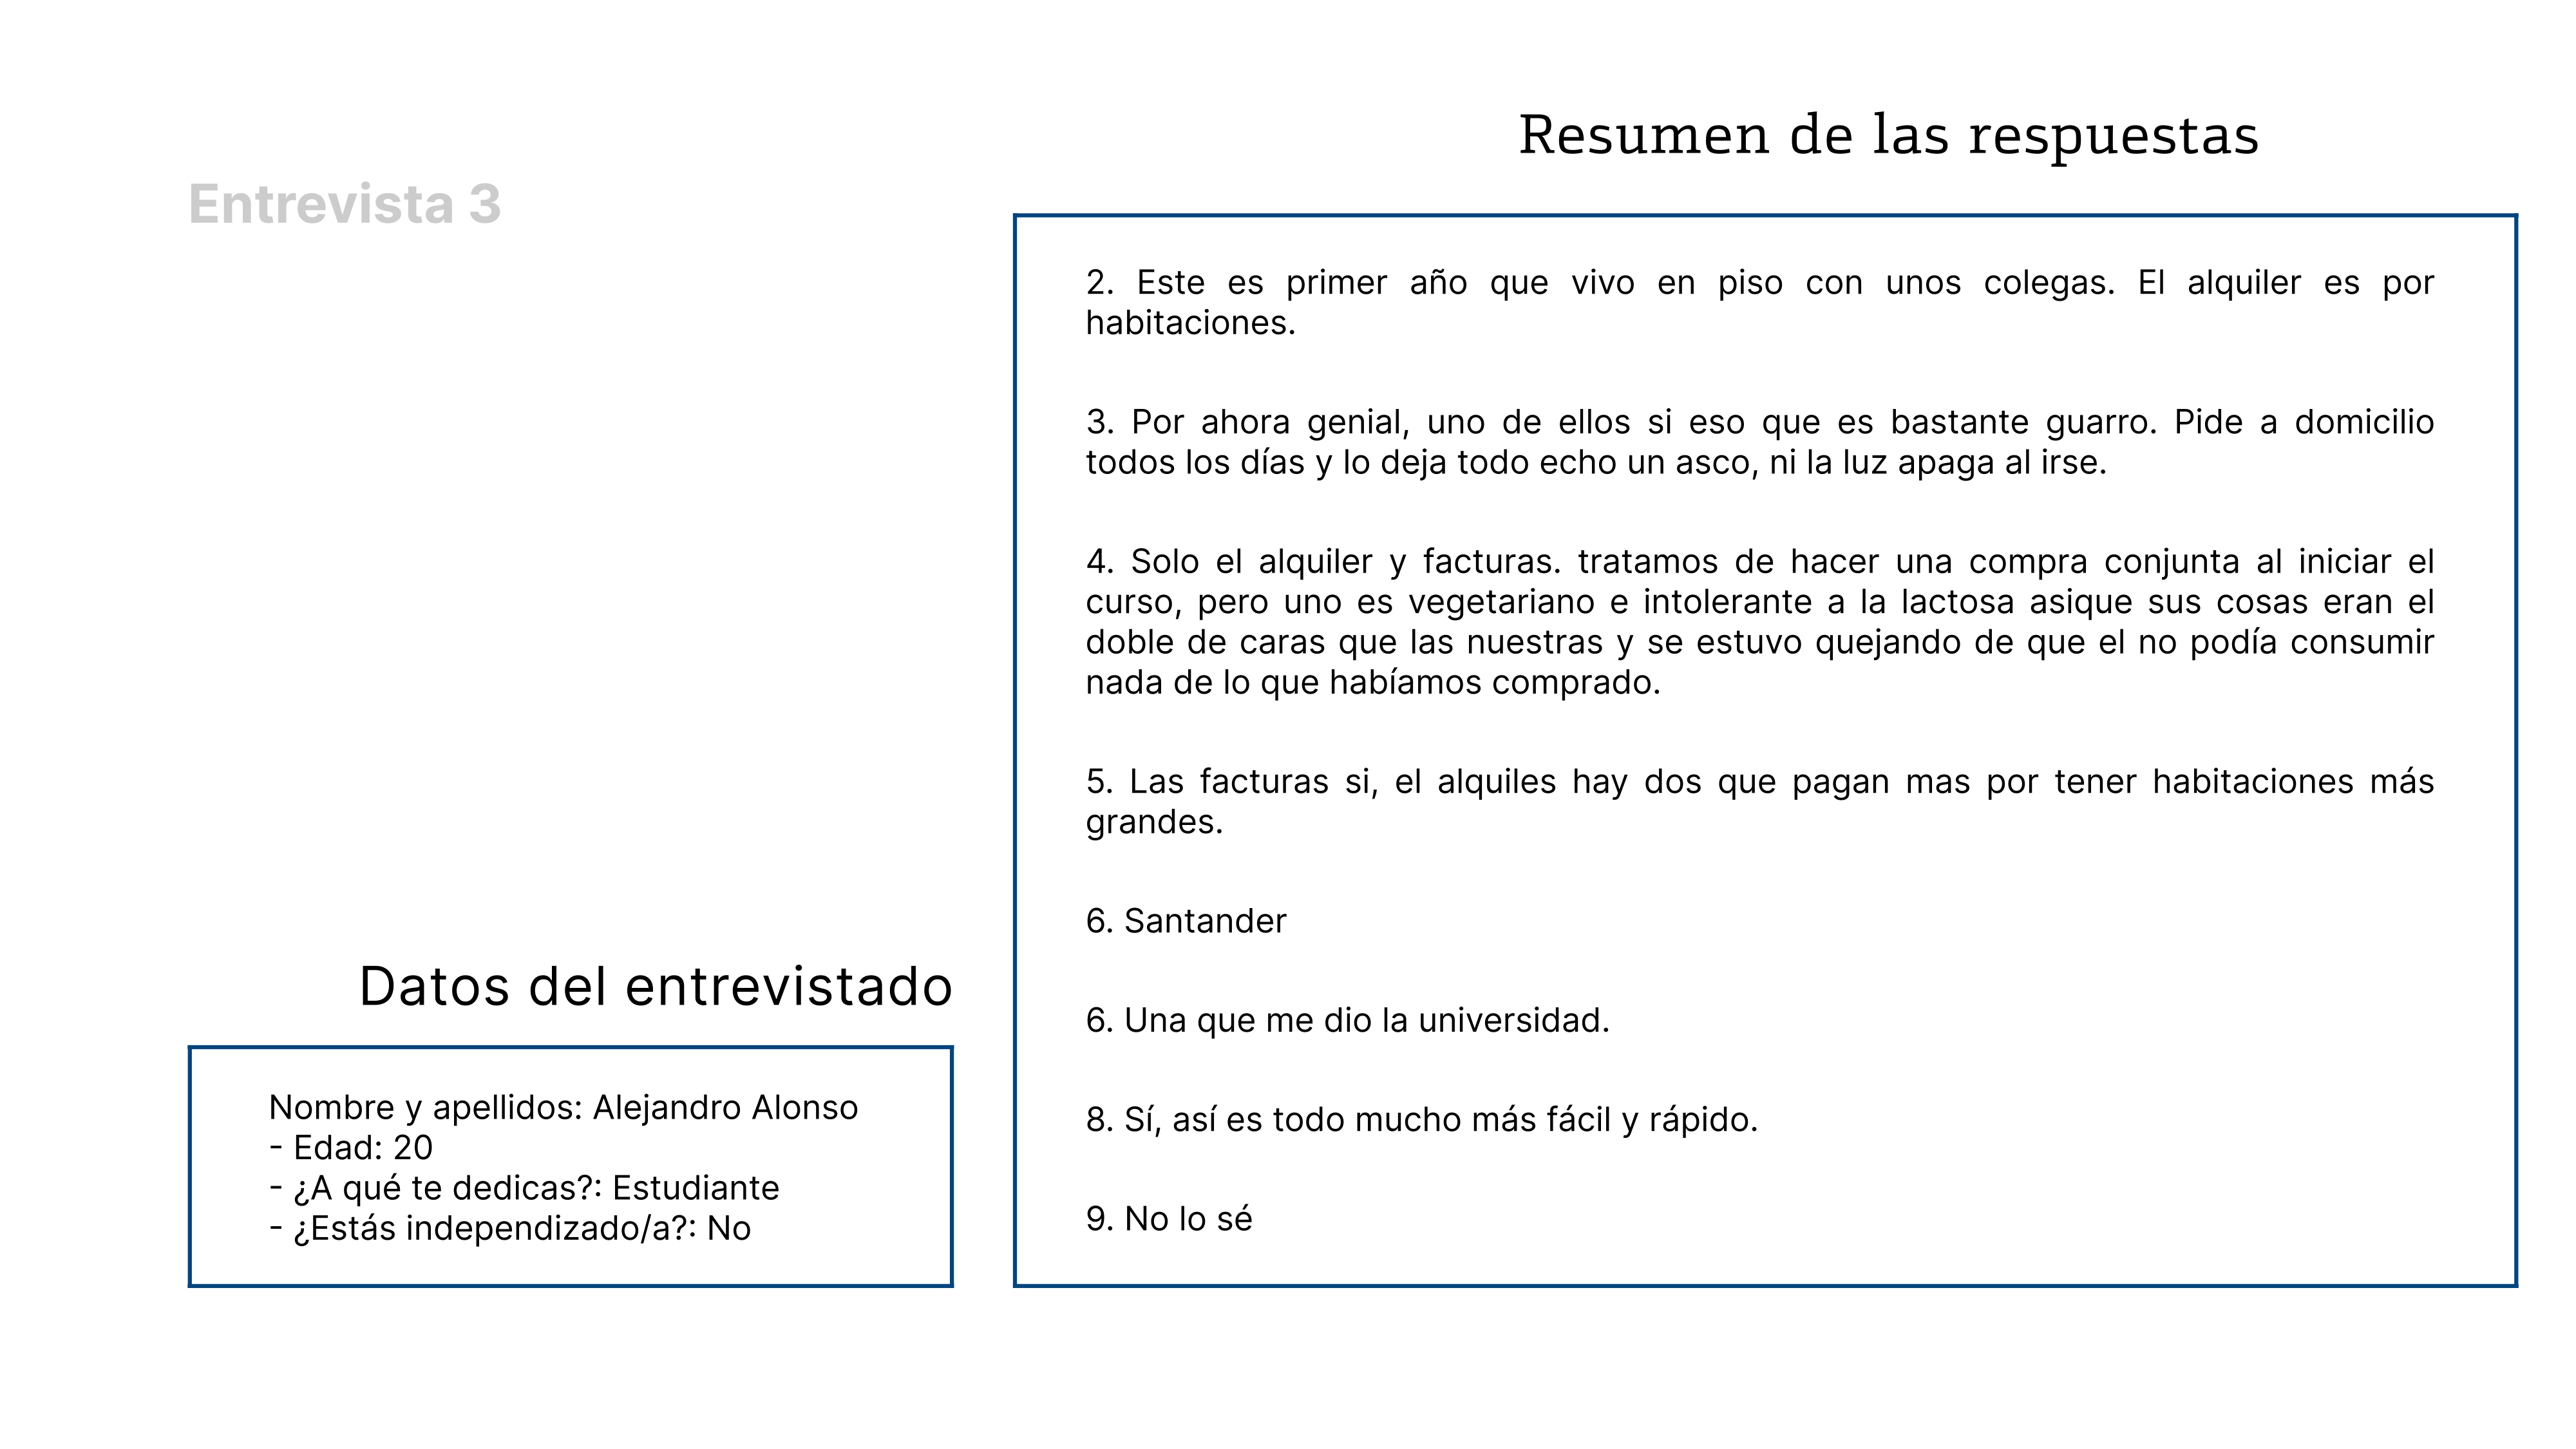 Entrevista 3
Datos del entrevistado
Nombre y apellidos: Alejandro Alonso
- Edad: 20
- ¿A qué te dedicas?: Estudiante
- ¿Estás independizado/a?: No
Resumen de las respuestas
2. Este es primer año que vivo en piso con unos colegas. El alquiler es por
habitaciones.
3. Por ahora genial, uno de ellos si eso que es bastante guarro. Pide a domicilio
todos los días y lo deja todo echo un asco, ni la luz apaga al irse.
4. Solo el alquiler y facturas. tratamos de hacer una compra conjunta al iniciar el
curso, pero uno es vegetariano e intolerante a la lactosa asique sus cosas eran el
doble de caras que las nuestras y se estuvo quejando de que el no podía consumir
nada de lo que habíamos comprado.
5. Las facturas si, el alquiles hay dos que pagan mas por tener habitaciones más
grandes.
6. Santander
6. Una que me dio la universidad.
8. Sí, así es todo mucho más fácil y rápido.
9. No lo sé